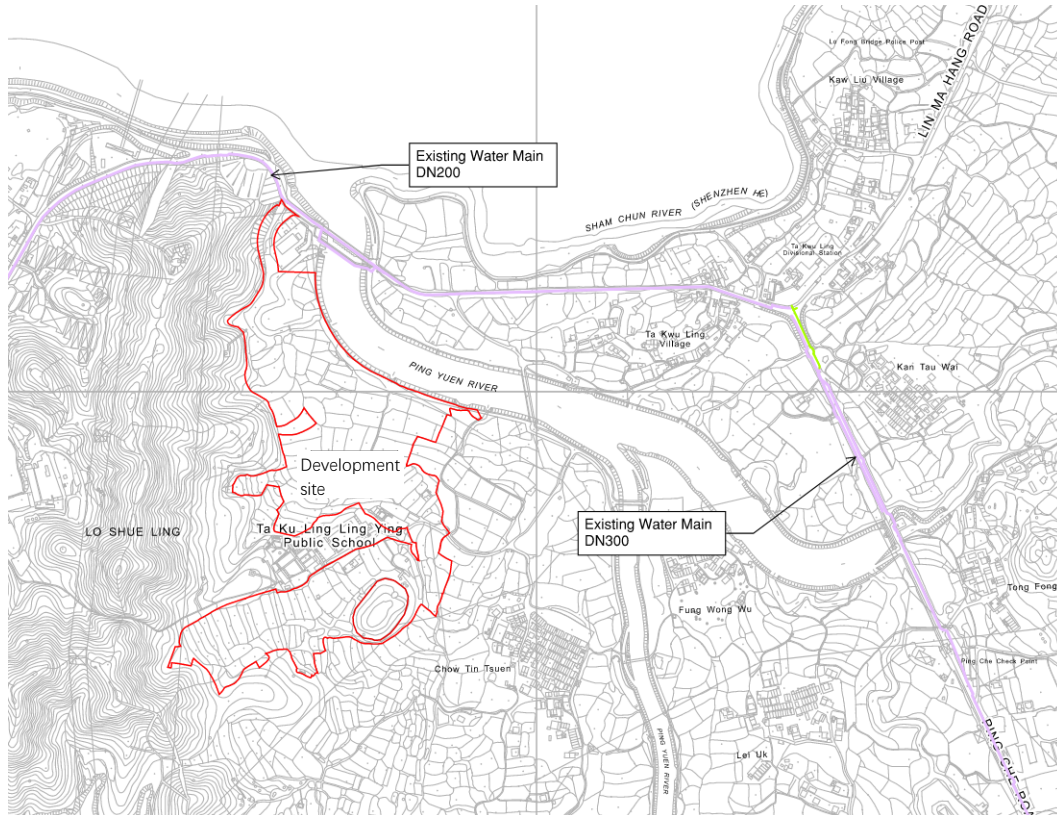 Lo Fong Bridge Police Post
Kaw Liu Village
LIN MA HANG ROAD
Existing Water Main
DN200
SHAM CHUN RIVER (SHENZHEN HE)
Ta Kwu Ling
Divisional Station
Ta Kwu Ling
Village
Kan Tau Wai
PING YUEN RIVER
Development
site
Existing Water Main
DN300
LO SHUE LING
Ta Ku Ling Ling Ying
Public School
Tong Fong
Fung Wong Wu
Chow Tin Tsuen
Ping Che Check Point
PING YUEN RIVER
Lei Uk
PING CHE ROA